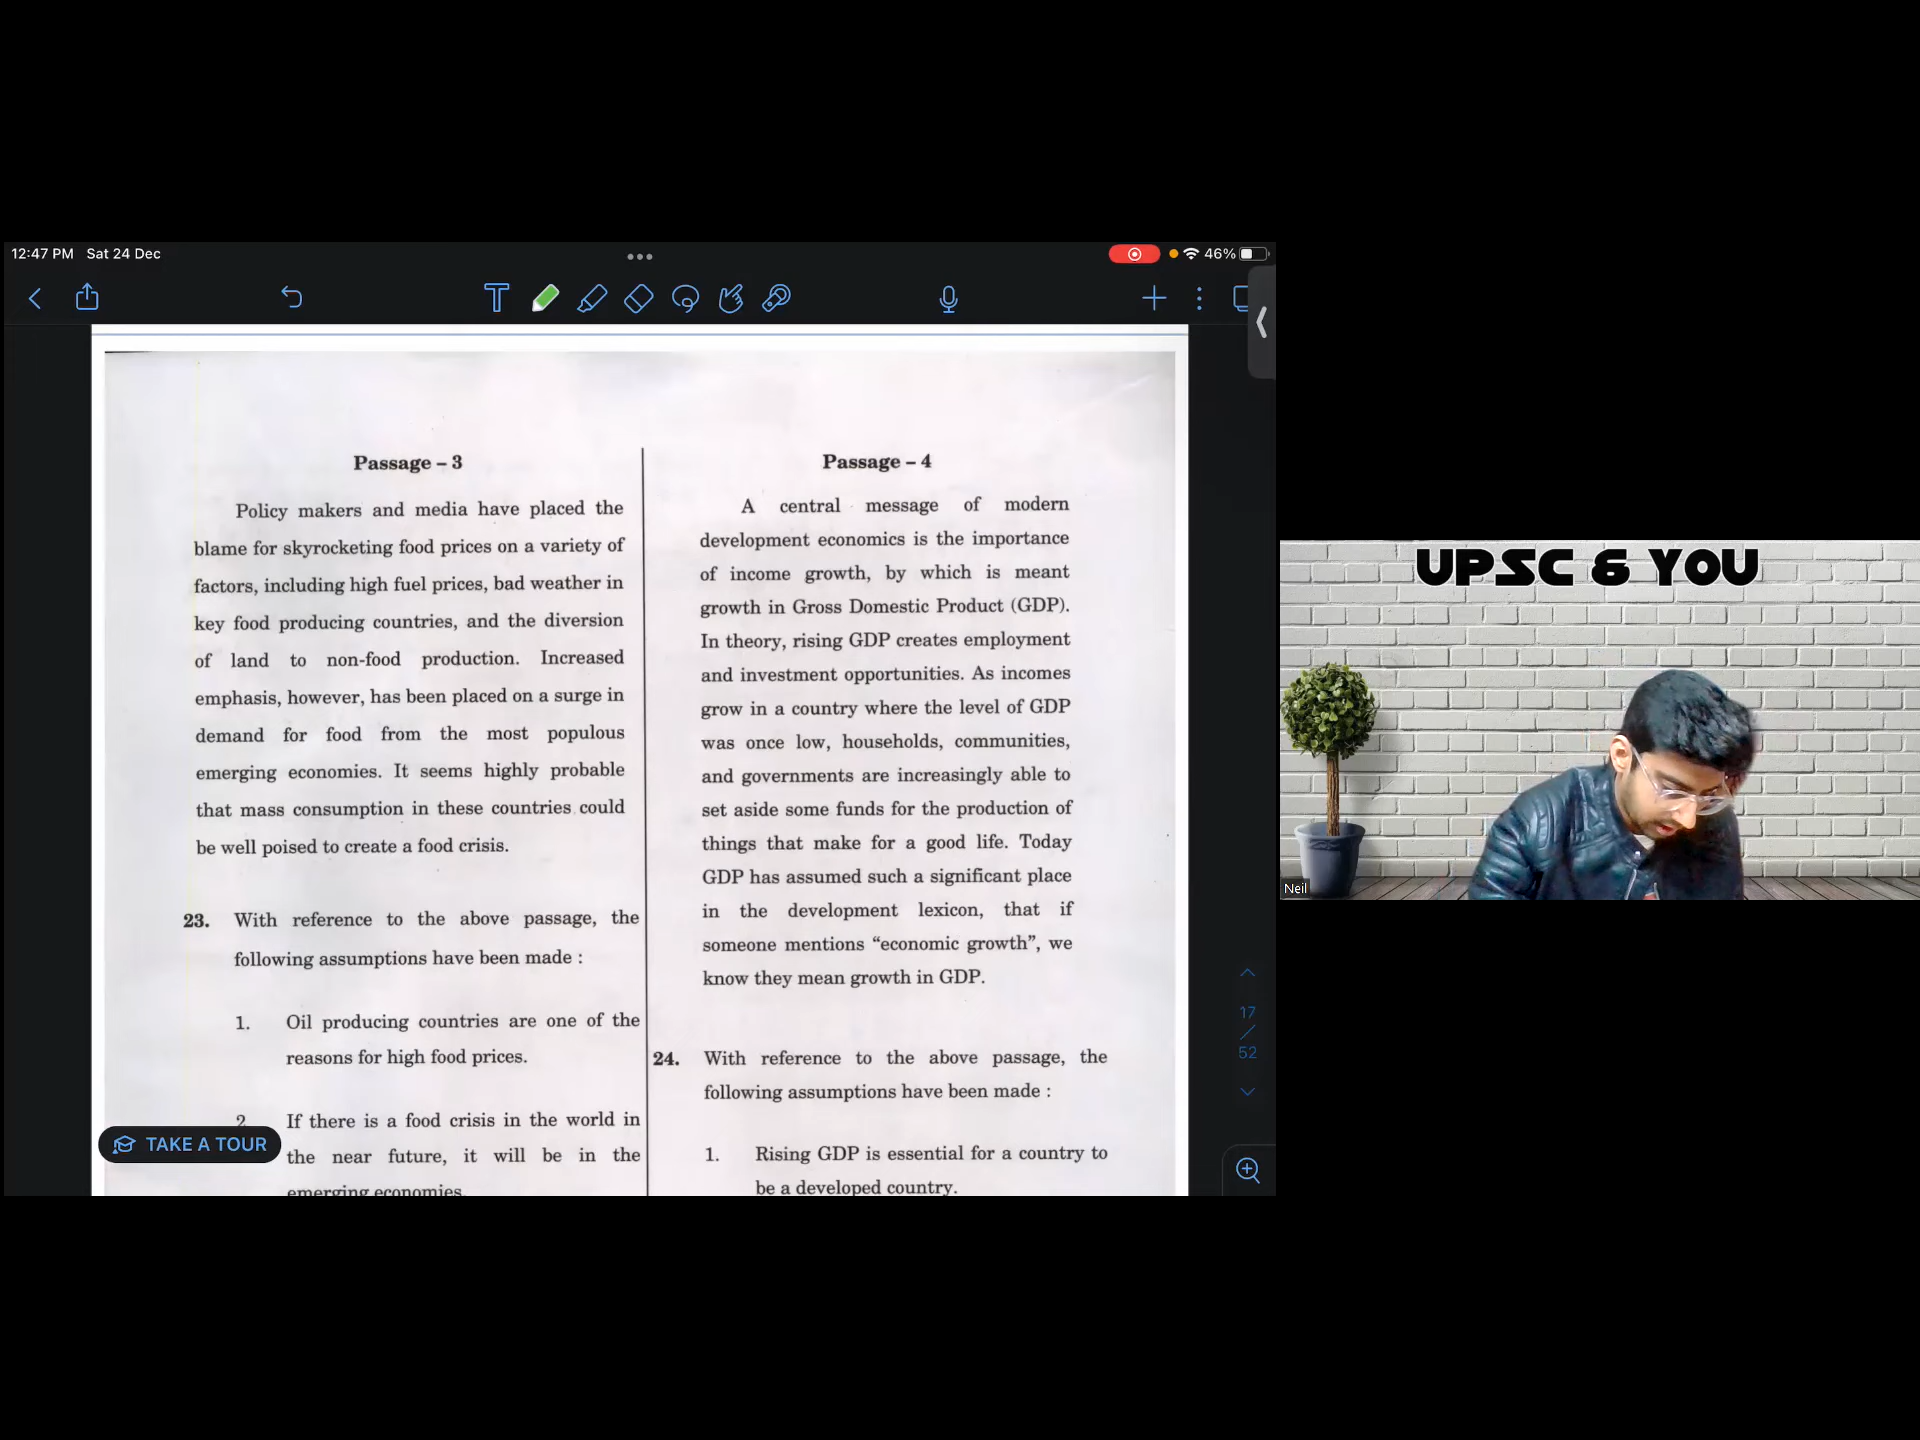 12:47 PM Sat 24 Dec
46%
Passage – 3
Policy makers and media have placed the
blame for skyrocketing food prices on a variety of
factors, including high fuel prices, bad weather in
key food producing countries, and the diversion
of land to non-food production. Increased
emphasis, however, has been placed on a surge in
demand for food from the most populous
emerging economies. It seems highly probable
that mass consumption in these countries could
be well poised to create a food crisis.
23. With reference to the above passage, the
following assumptions have been made :
1. Oil producing countries are one of the
reasons for high food prices.
2. If there is a food crisis in the world in
the near future, it will be in the
emerging economies.
TAKE A TOUR
Passage – 4
A central message of modern
development economics is the importance
of income growth, by which is meant
growth in Gross Domestic Product (GDP).
In theory, rising GDP creates employment
and investment opportunities. As incomes
grow in a country where the level of GDP
was once low, households, communities,
and governments are increasingly able to
set aside some funds for the production of
things that make for a good life. Today
GDP has assumed such a significant place
in the development lexicon, that if
someone mentions “economic growth”, we
know they mean growth in GDP.
24. With reference to the above passage, the
following assumptions have been made :
1. Rising GDP is essential for a country to
be a developed country.
17
/
52
UPSC & YOU
Neil